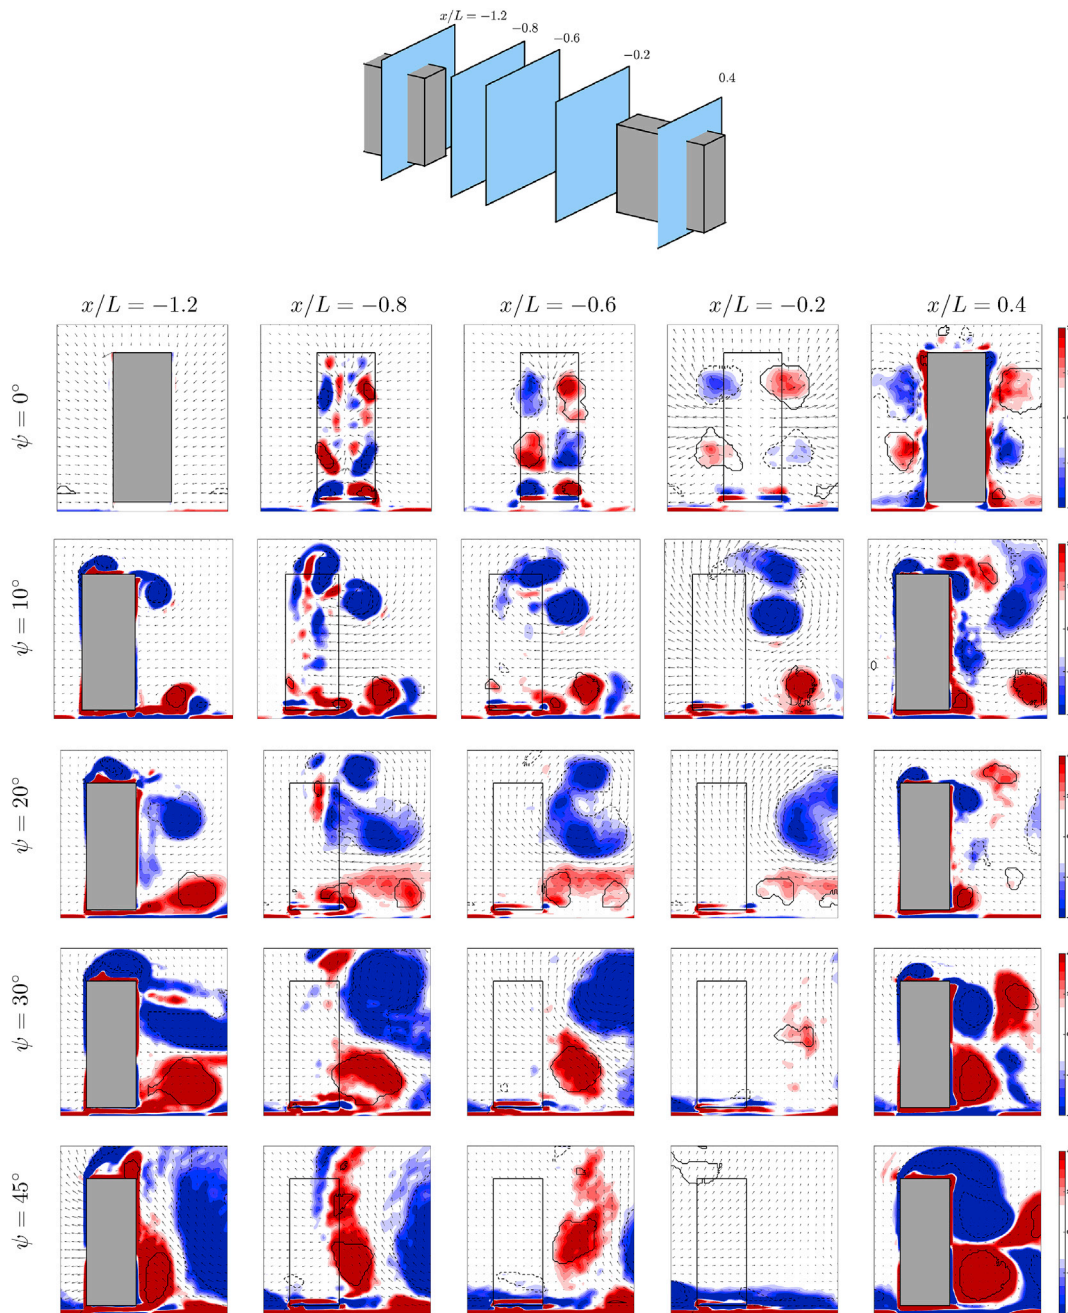 x/L = −1.2
−0.8
−0.6
−0.2
0.4
x/L = −1.2 x/L = −0.8 x/L = −0.6 x/L = −0.2 x/L = 0.4
ψ = 0°
ψ = 10°
ψ = 20°
ψ = 30°
ψ = 45°